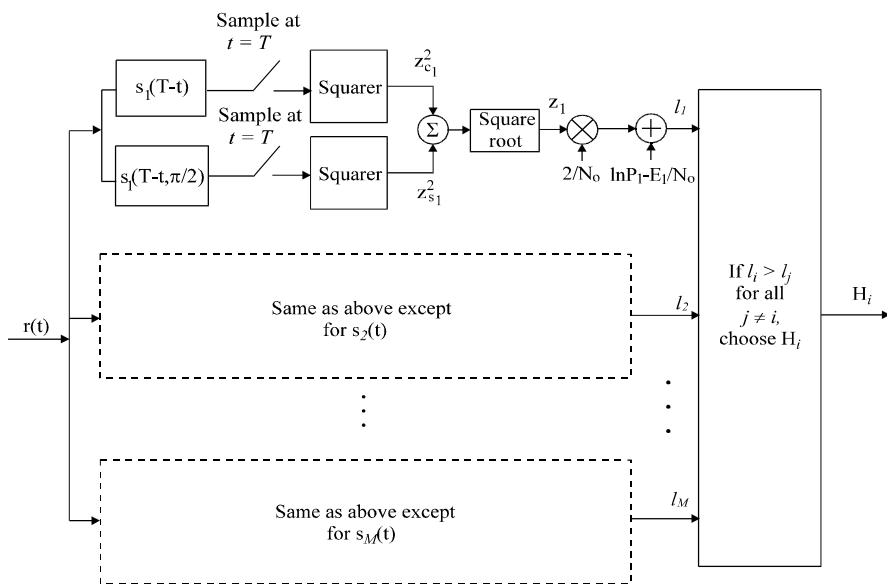 Sample at
t = T
s₁(T-t)
Squarer
z²c₁
Sample at
t = T
s₁(T-t,π/2)
Squarer
z²s₁
Σ
Square
root
z₁
2/Nₒ
+
lnP₁-E₁/Nₒ
l₁
r(t)
Same as above except
for s₂(t)
l₂
Same as above except
for s_M(t)
l_M
If lᵢ > lⱼ
for all
j ≠ i,
choose Hᵢ
Hᵢ